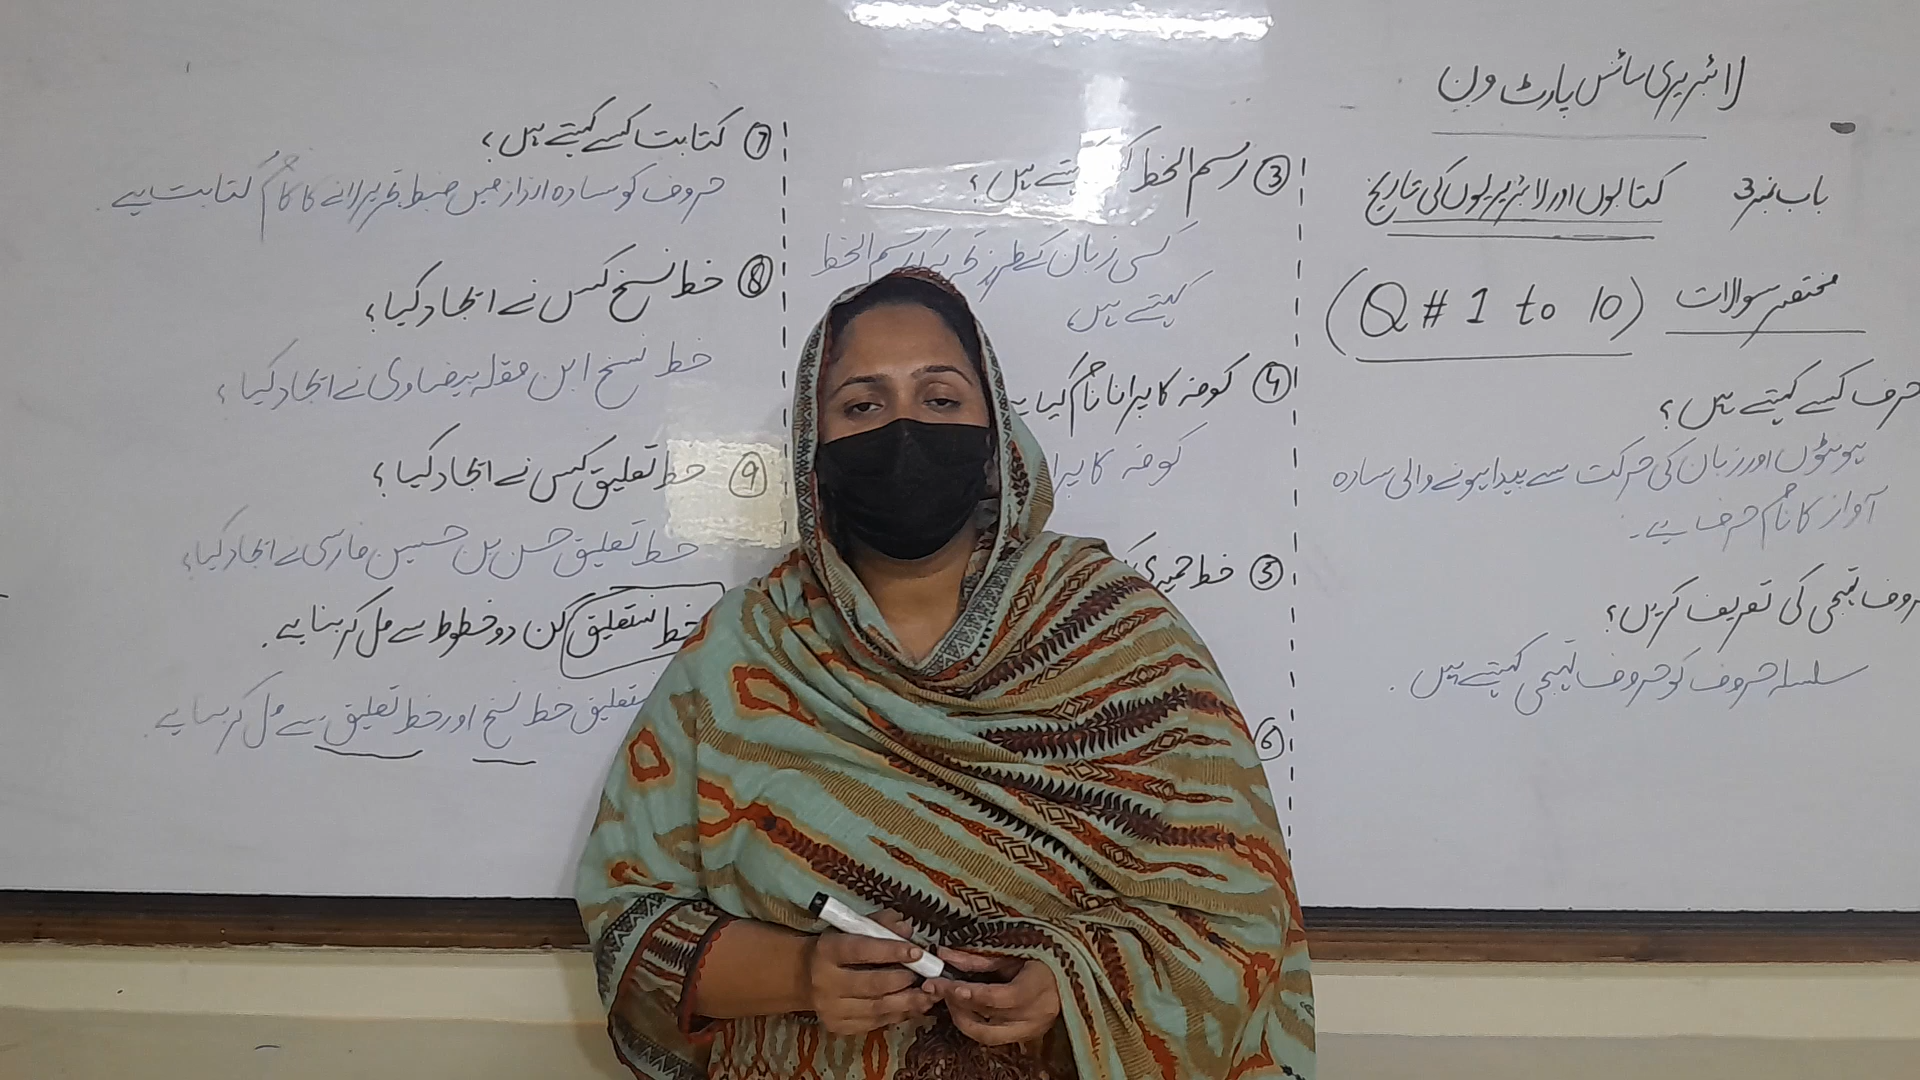 لائبریری سائنس پارٹ ون
باب نمبر 3 کتابوں اور لائبریریوں کی تاریخ
مختصر سوالات (Q # 1 to 10)
حرف کسے کہتے ہیں؟
ہونٹوں اور زبان کی حرکت سے پیدا ہونے والی سادہ
آواز کا نام حرف ہے۔
حروف تہجی کی تعریف کریں؟
سلسلہ حروف کو حروف تہجی کہتے ہیں۔
③ رسم الخط کہتے ہیں؟
کسی زبان کے طرز تحریر کو رسم الخط
کہتے ہیں۔
④ کوفہ کا پرانا نام کیا
کوفہ کا پرا
⑤ خط حمیری
⑥
⑦ کتابت کسے کہتے ہیں؟
حروف کو سادہ انداز میں ضبط تحریر لانے کا کام کتابت ہے۔
⑧ خط نسخ کس نے ایجاد کیا؟
خط نسخ ابن مقلہ بیضاوی نے ایجاد کیا؟
⑨ خط تعلیق کس نے ایجاد کیا؟
خط تعلیق حسن بن حسین فارسی نے ایجاد کیا؟
خط نستعلیق کن دو خطوط سے مل کر بنا ہے۔
ستعلیق خط نسخ اور خط تعلیق سے مل کر بنا ہے۔